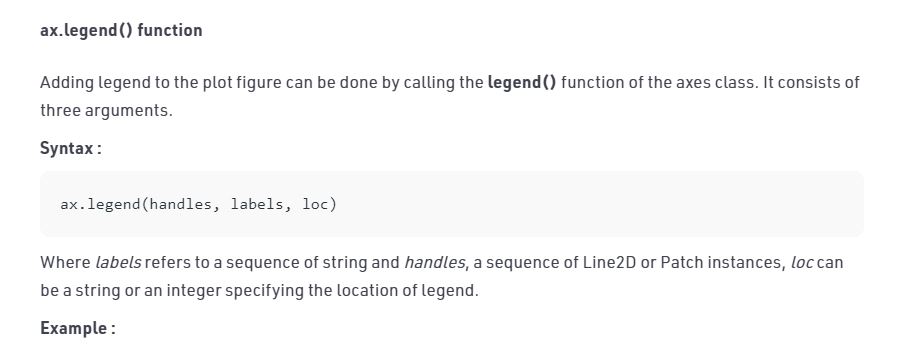 ax.legend() function
Adding legend to the plot figure can be done by calling the legend() function of the axes class. It consists of
three arguments.
Syntax :
ax.legend(handles, labels, loc)
Where labels refers to a sequence of string and handles, a sequence of Line2D or Patch instances, loc can
be a string or an integer specifying the location of legend.
Example :